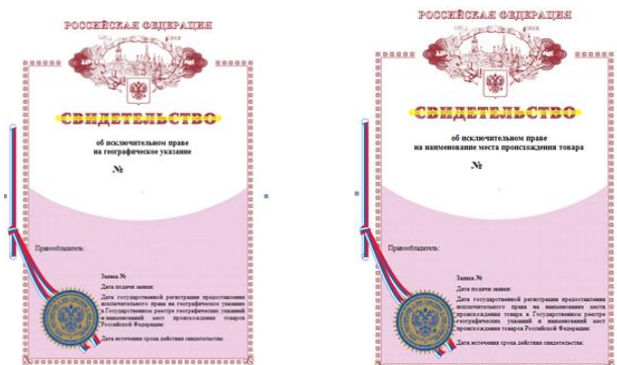 РОССИЙСКАЯ ФЕДЕРАЦИЯ
СВИДЕТЕЛЬСТВО
об исключительном праве
на географическое указание
№
Правообладатель:
Заявка №
Дата подачи заявки:
Дата государственной регистрации предоставления
исключительного права на географическое указание
в Государственном реестре географических указаний
и наименований мест происхождения товаров
Российской Федерации:
Дата истечения срока действия свидетельства:
РОССИЙСКАЯ ФЕДЕРАЦИЯ
СВИДЕТЕЛЬСТВО
об исключительном праве
на наименование места происхождения товара
№
Правообладатель:
Заявка №
Дата подачи заявки:
Дата государственной регистрации предоставления
исключительного права на наименование места
происхождения товара в Государственном реестре
географических указаний и наименований мест
происхождения товаров Российской Федерации:
Дата истечения срока действия свидетельства: